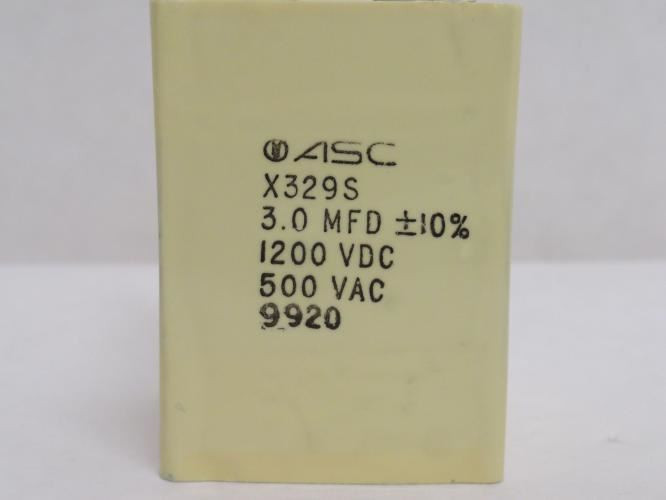 ASC
X329S
3.0 MFD ±10%
1200 VDC
500 VAC
9920